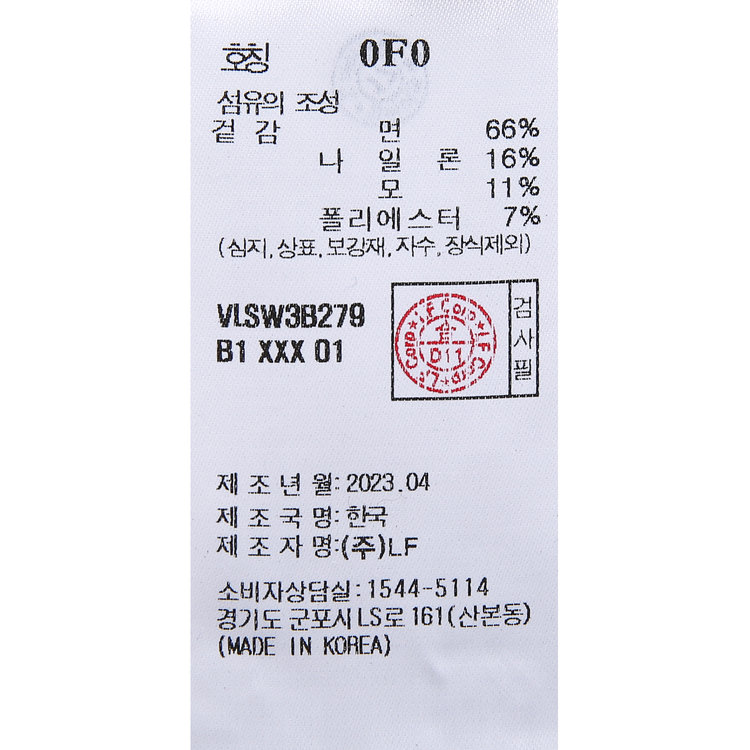 호칭 0F0
섬유의 조성
겉 감 면 66%
나 일 론 16%
모 11%
폴리에스터 7%
(심지,상표,보강재,자수,장식제외)
VLSW3B279
B1 XXX 01
검사필
合
011
제 조 년 월: 2023.04
제 조 국 명: 한국
제 조 자 명:(주)LF
소비자상담실: 1544-5114
경기도 군포시 LS로 161(산본동)
(MADE IN KOREA)